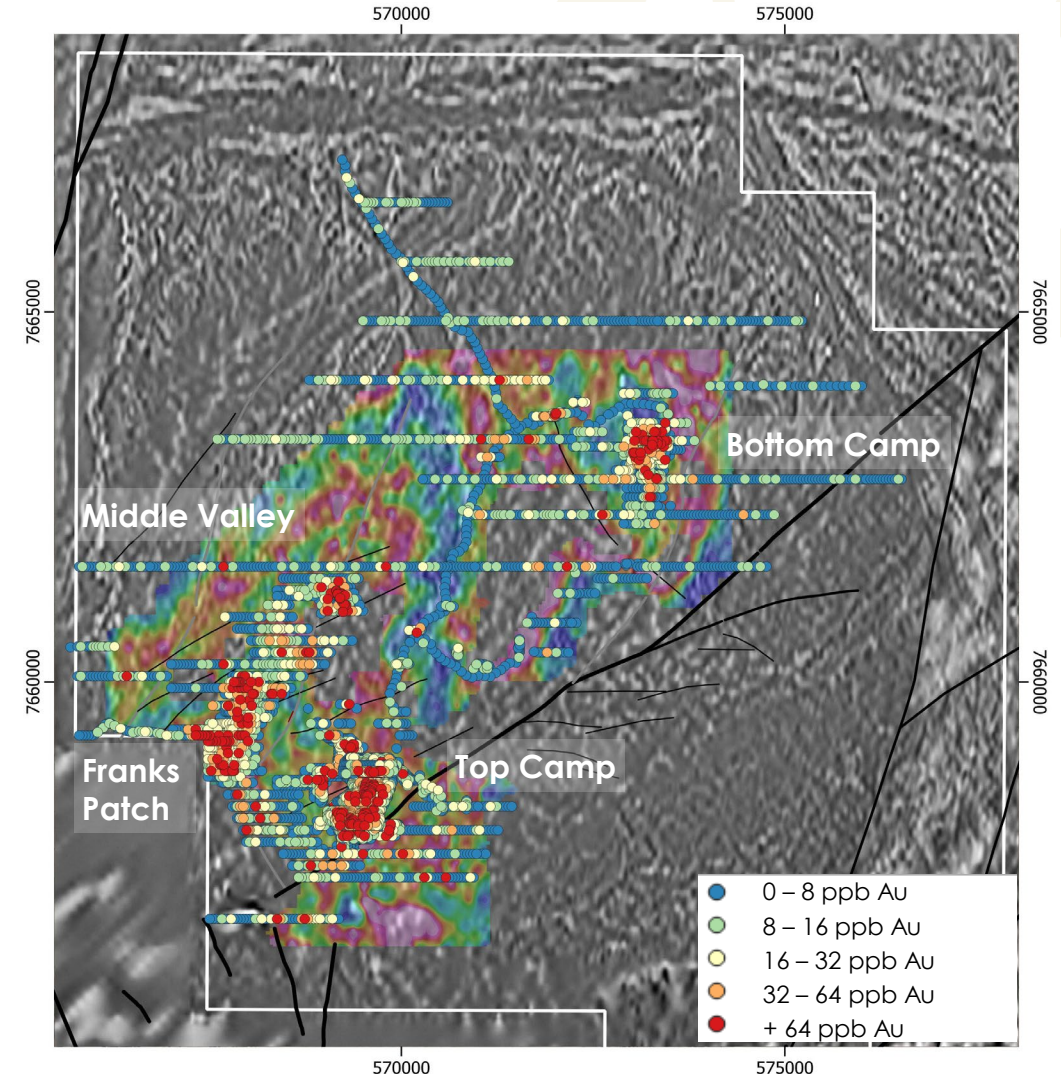 570000
575000
7665000
7665000
Bottom Camp
Middle Valley
7660000
7660000
Franks
Patch
Top Camp
0 – 8 ppb Au
8 – 16 ppb Au
16 – 32 ppb Au
32 – 64 ppb Au
+ 64 ppb Au
570000
575000